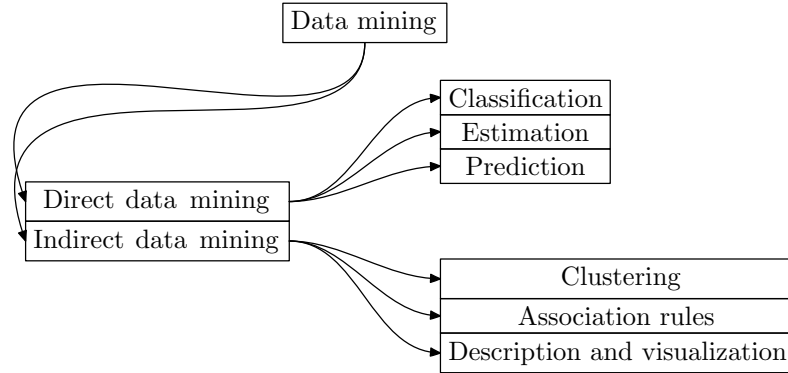 Data mining
Classification
Estimation
Prediction
Direct data mining
Indirect data mining
Clustering
Association rules
Description and visualization